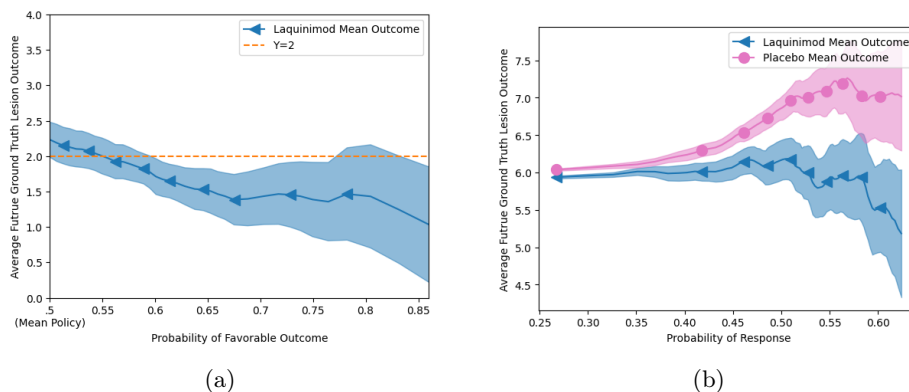 4.0
3.5
3.0
2.5
2.0
1.5
1.0
0.5
0.0
Average Futrue Ground Truth Lesion Outcome
Laquinimod Mean Outcome
Y=2
.5 0.55 0.6 0.65 0.7 0.75 0.8 0.85
(Mean Policy)
Probability of Favorable Outcome
(a)
7.5
7.0
6.5
6.0
5.5
5.0
4.5
Average Futrue Ground Truth Lesion Outcome
Laquinimod Mean Outcome
Placebo Mean Outcome
0.25 0.30 0.35 0.40 0.45 0.50 0.55 0.60
Probability of Response
(b)